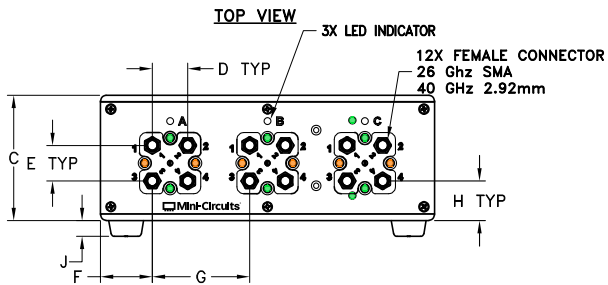 TOP VIEW
3X LED INDICATOR
D TYP
12X FEMALE CONNECTOR
26 Ghz SMA
40 GHz 2.92mm
A B C
C
E TYP
1 2 1 2 1 2
3 4 3 4 3 4
H TYP
Mini-Circuits
J
F
G